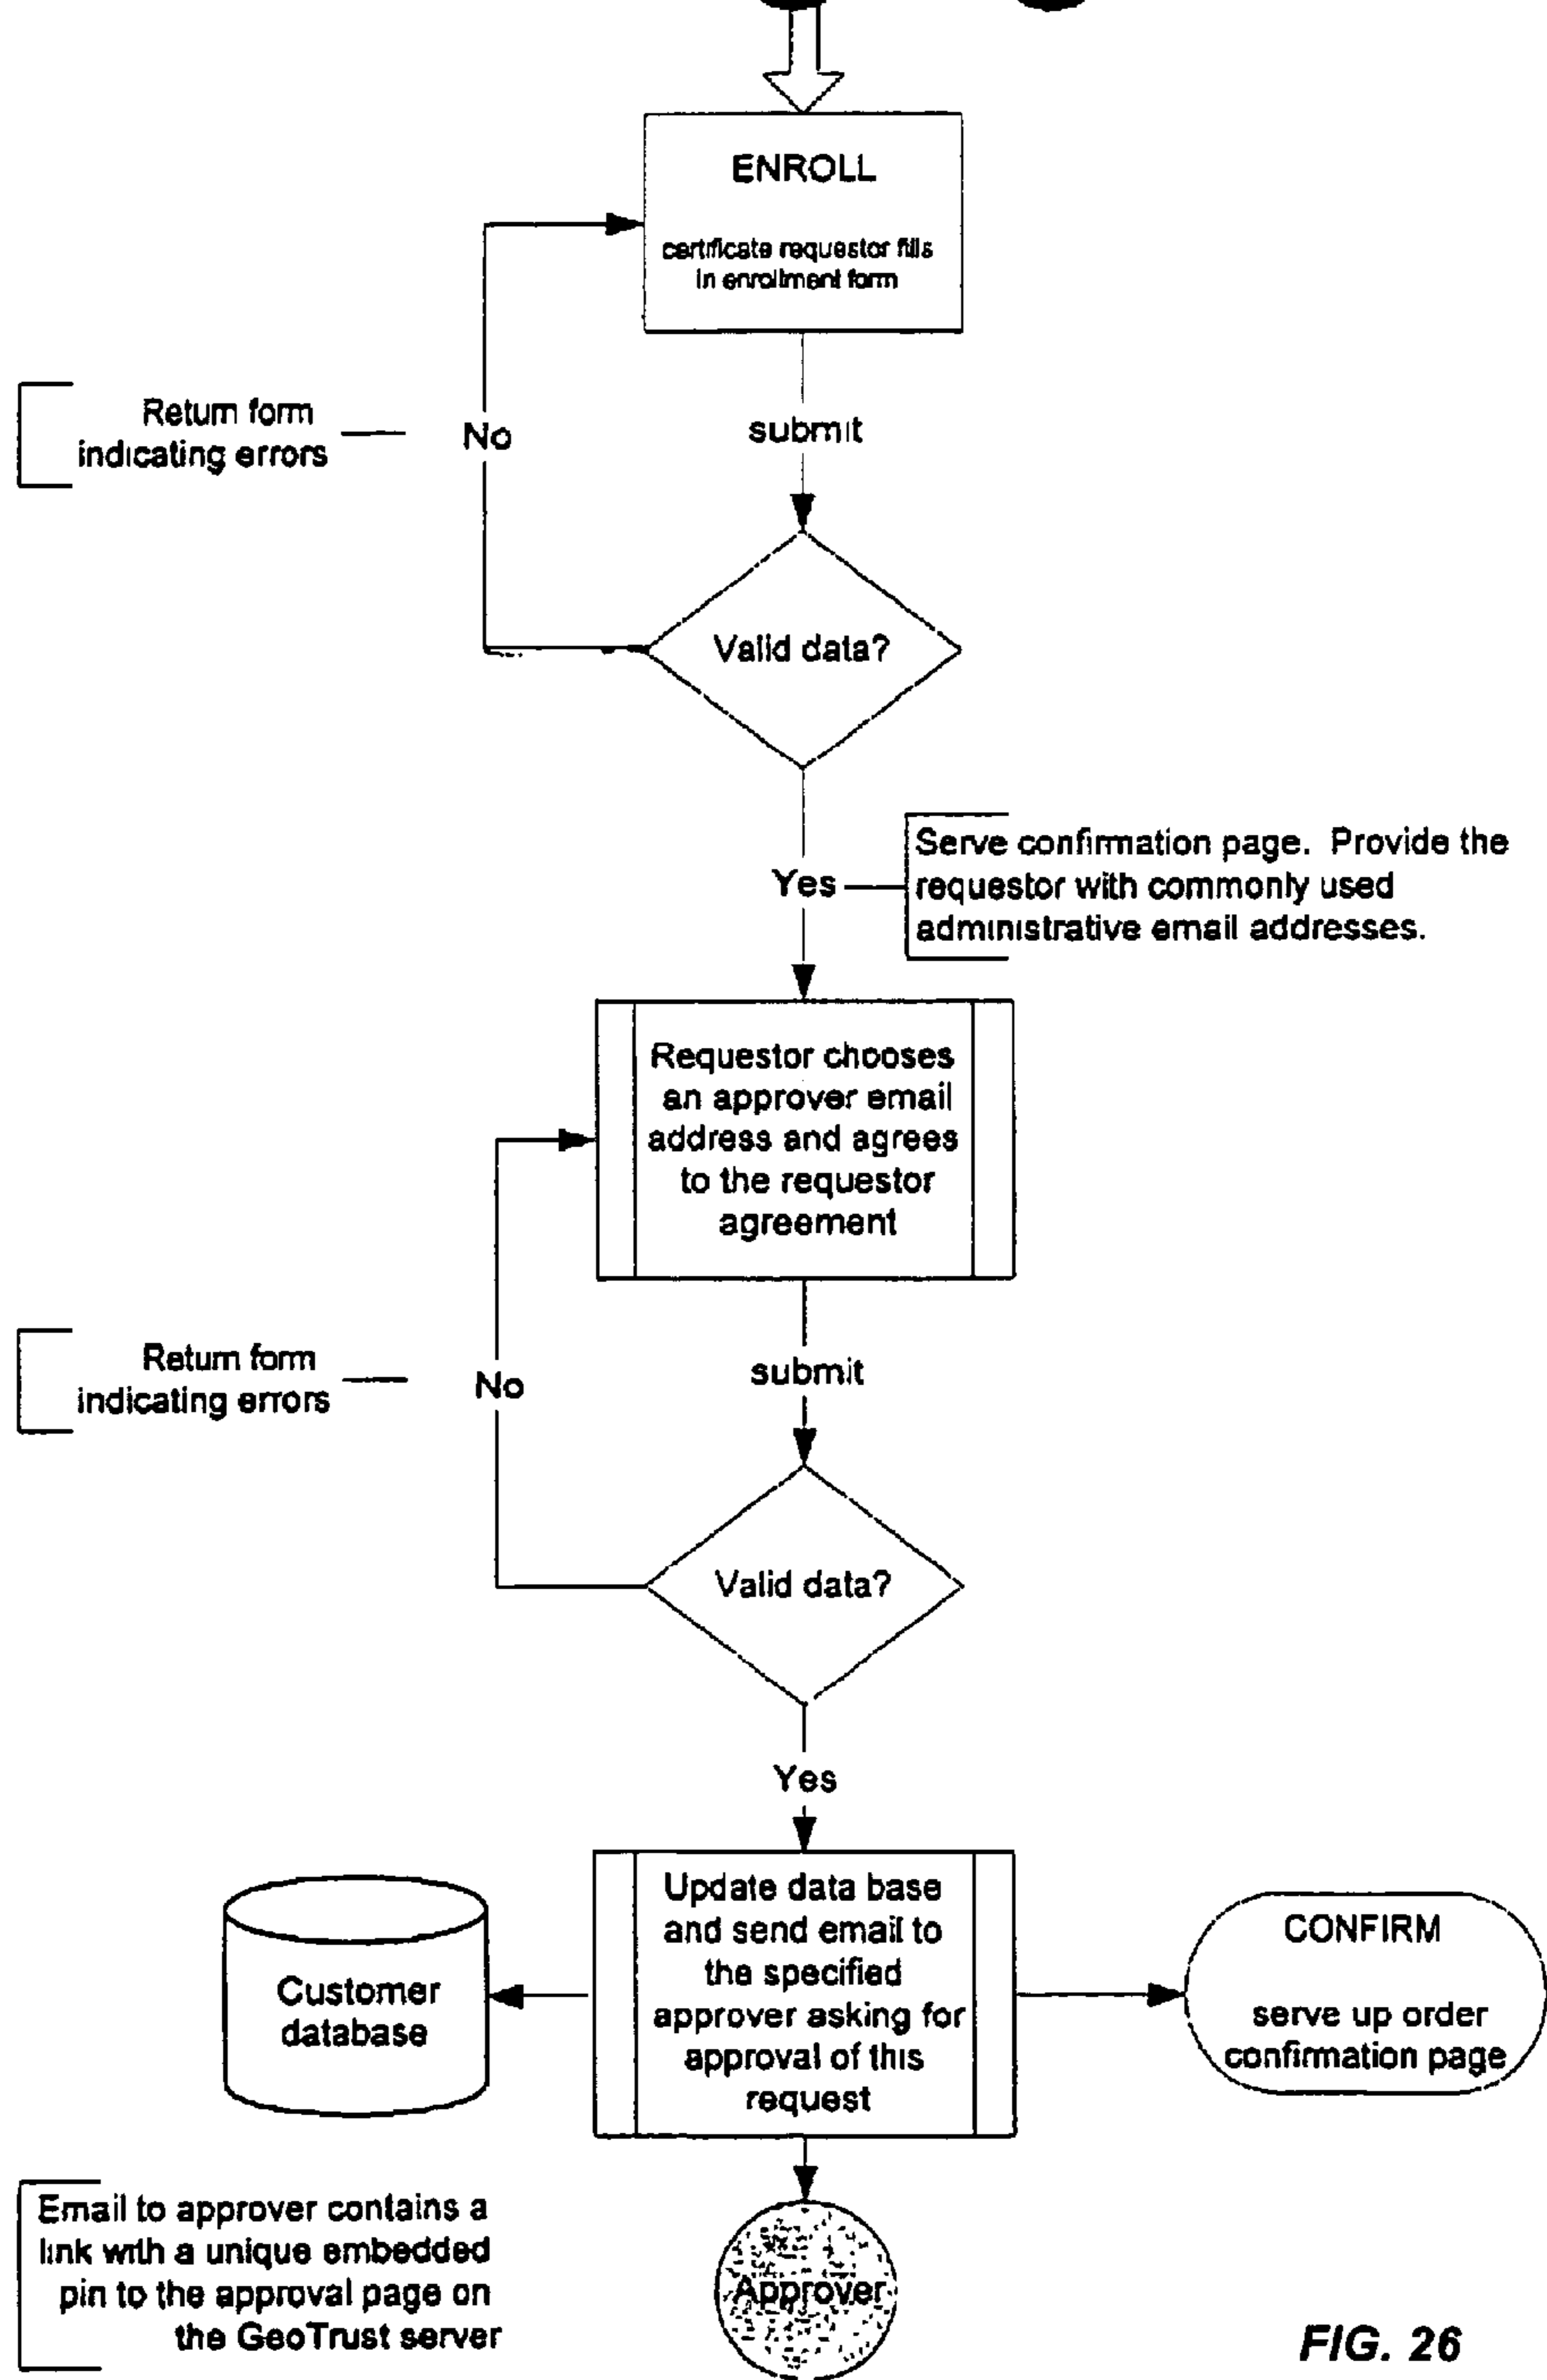 ENROLL
certificate requestor fills
in enrollment form
Return form
indicating errors
No
submit
Valid data?
Yes
Serve confirmation page. Provide the
requestor with commonly used
administrative email addresses.
Requestor chooses
an approver email
address and agrees
to the requestor
agreement
Return form
indicating errors
No
submit
Valid data?
Yes
Update data base
and send email to
the specified
approver asking for
approval of this
request
Customer
database
CONFIRM
serve up order
confirmation page
Email to approver contains a
link with a unique embedded
pin to the approval page on
the GeoTrust server
Approver
FIG. 26